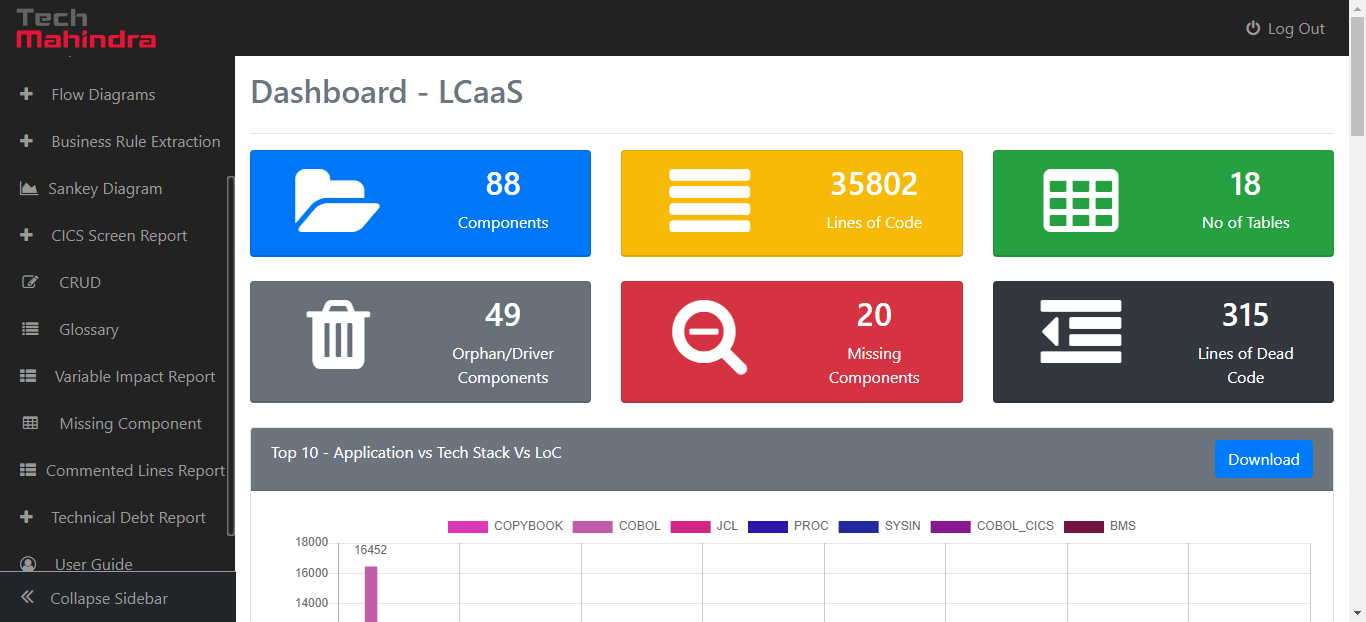 Tech
Mahindra
Log Out
Flow Diagrams
Business Rule Extraction
Sankey Diagram
CICS Screen Report
CRUD
Glossary
Variable Impact Report
Missing Component
Commented Lines Report
Technical Debt Report
User Guide
Collapse Sidebar
Dashboard - LCaaS
88
Components
35802
Lines of Code
18
No of Tables
49
Orphan/Driver
Components
20
Missing
Components
315
Lines of Dead
Code
Top 10 - Application vs Tech Stack Vs LoC
Download
COPYBOOK COBOL JCL PROC SYSIN COBOL_CICS BMS
18000
16452
16000
14000